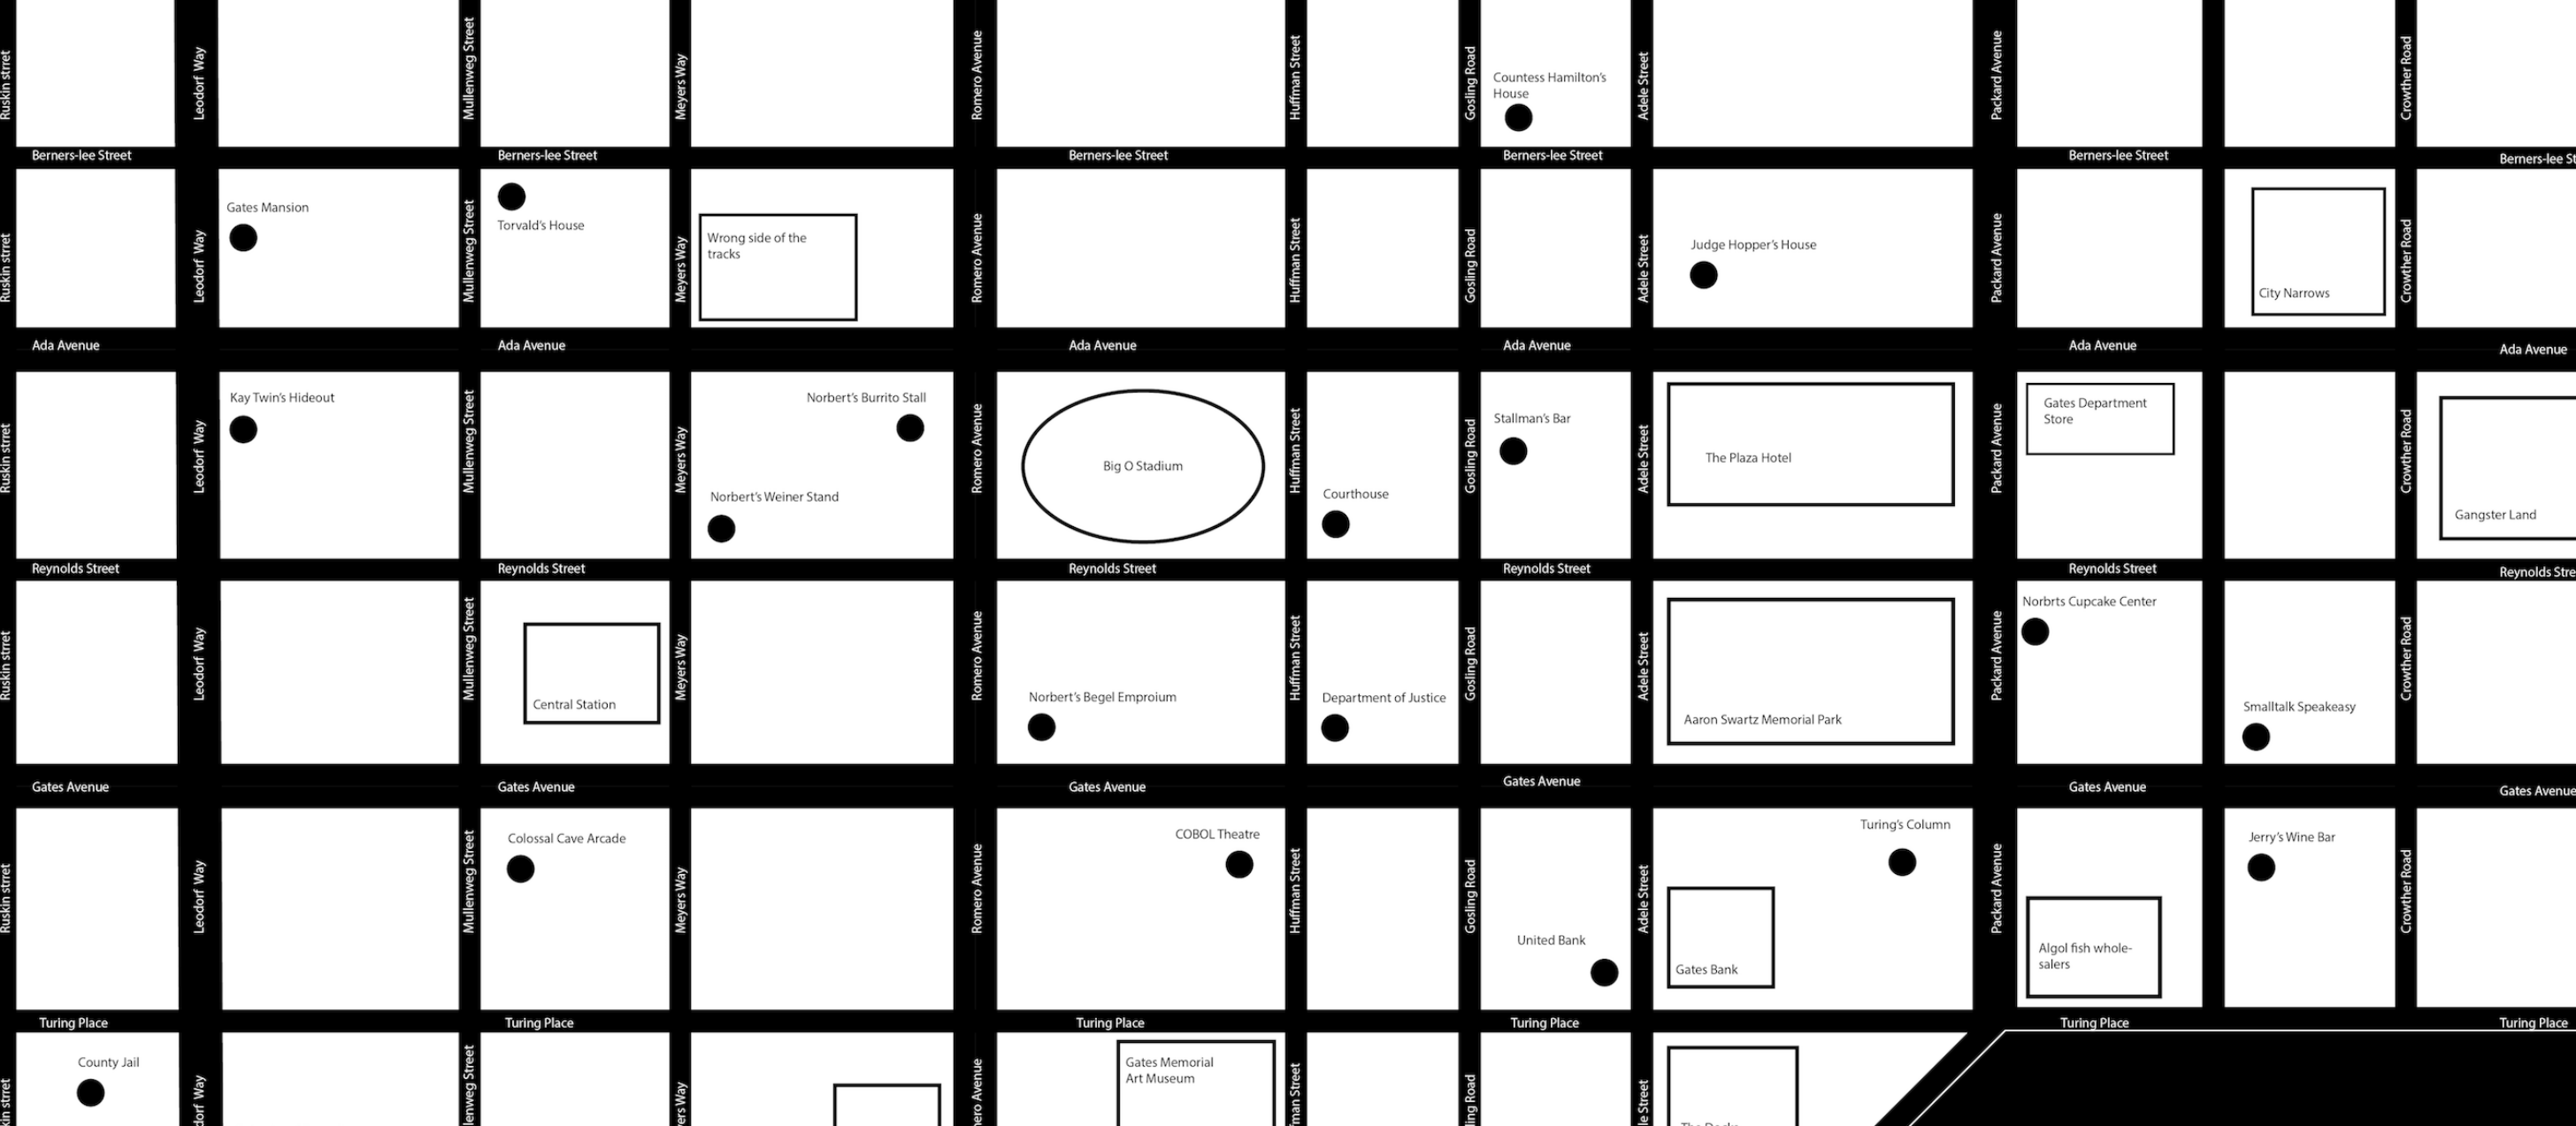 Ruskin strret
Leodorf Way
Mullenweg Street
Meyers Way
Romero Avenue
Huffman Street
Gosling Road
Countess Hamilton's
House
Adele Street
Packard Avenue
Crowther Road
Berners-lee Street
Berners-lee Street
Berners-lee Street
Berners-lee Street
Berners-lee Street
Berners-lee St
Ruskin strret
Leodorf Way
Gates Mansion
Mullenweg Street
Torvald's House
Meyers Way
Wrong side of the
tracks
Romero Avenue
Huffman Street
Gosling Road
Adele Street
Judge Hopper's House
Packard Avenue
City Narrows
Crowther Road
Ada Avenue
Ada Avenue
Ada Avenue
Ada Avenue
Ada Avenue
Ada Avenue
Ruskin strret
Leodorf Way
Kay Twin's Hideout
Mullenweg Street
Meyers Way
Norbert's Burrito Stall
Norbert's Weiner Stand
Romero Avenue
Big O Stadium
Huffman Street
Courthouse
Gosling Road
Stallman's Bar
Adele Street
The Plaza Hotel
Packard Avenue
Gates Department
Store
Crowther Road
Gangster Land
Reynolds Street
Reynolds Street
Reynolds Street
Reynolds Street
Reynolds Street
Reynolds Stre
Ruskin strret
Leodorf Way
Mullenweg Street
Central Station
Meyers Way
Romero Avenue
Norbert's Begel Emproium
Huffman Street
Department of Justice
Gosling Road
Adele Street
Aaron Swartz Memorial Park
Packard Avenue
Norbrts Cupcake Center
Smalltalk Speakeasy
Crowther Road
Gates Avenue
Gates Avenue
Gates Avenue
Gates Avenue
Gates Avenue
Gates Avenue
Ruskin strret
Leodorf Way
Mullenweg Street
Colossal Cave Arcade
Meyers Way
Romero Avenue
COBOL Theatre
Huffman Street
Gosling Road
United Bank
Adele Street
Gates Bank
Turing's Column
Packard Avenue
Algol fish whole-
salers
Jerry's Wine Bar
Crowther Road
Turing Place
Turing Place
Turing Place
Turing Place
Turing Place
Turing Place
kin strret
County Jail
dorf Way
lenweg Street
ers Way
mero Avenue
Gates Memorial
Art Museum
fman Street
ling Road
le Street